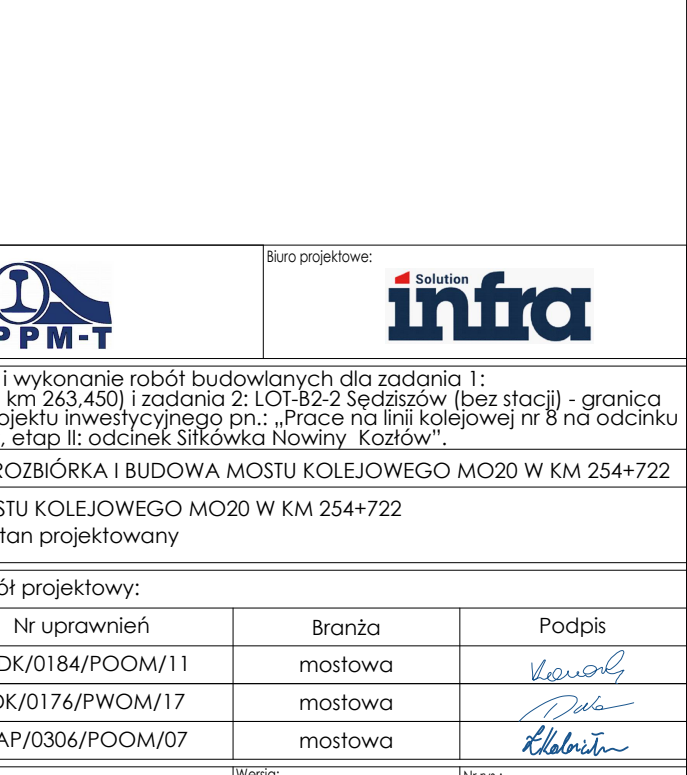 Biuro projektowe:
Solution
infra
PPM-T
i wykonanie robót budowlanych dla zadania 1:
km 263,450) i zadania 2: LOT-B2-2 Sędziszów (bez stacji) - granica
ojektu inwestycyjnego pn.: „Prace na linii kolejowej nr 8 na odcinku
, etap II: odcinek Sitkówka Nowiny Kozłów”.
ROZBIÓRKA I BUDOWA MOSTU KOLEJOWEGO MO20 W KM 254+722
STU KOLEJOWEGO MO20 W KM 254+722
tan projektowany
ół projektowy:
Nr uprawnień Branża Podpis
DK/0184/POOM/11 mostowa
DK/0176/PWOM/17 mostowa
AP/0306/POOM/07 mostowa
Wersja: